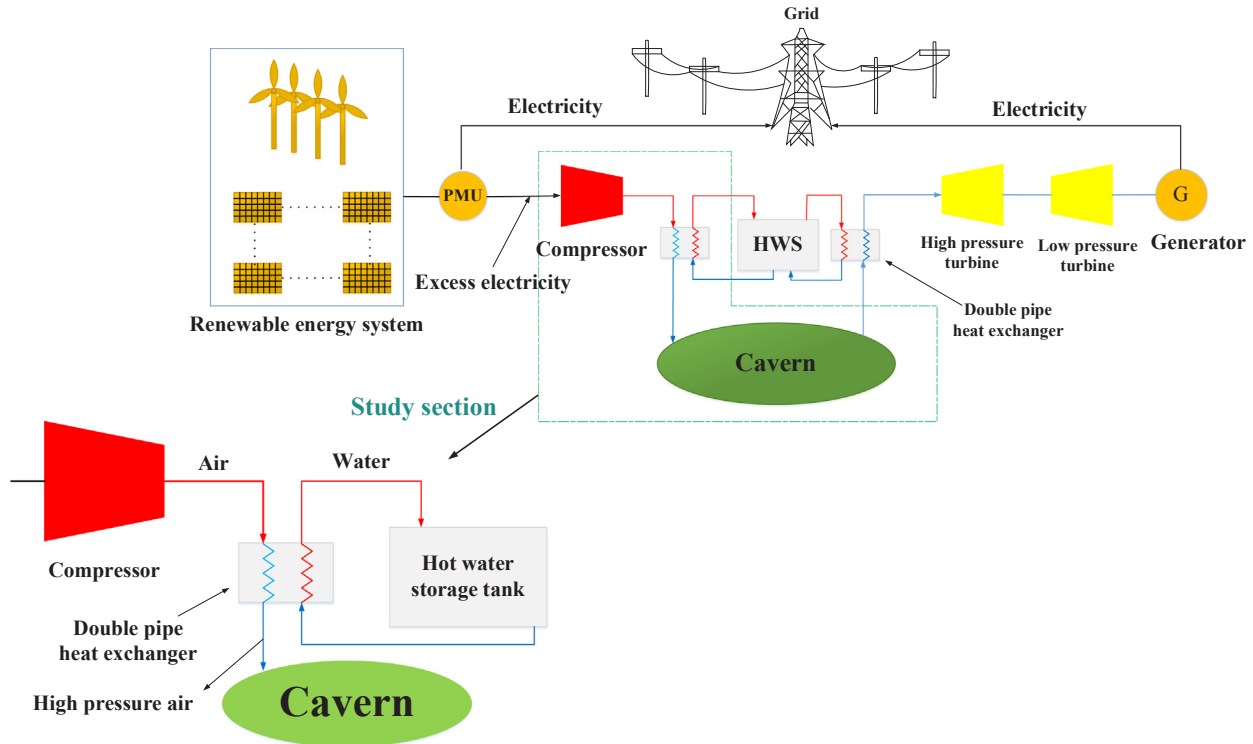 Grid
Electricity
Electricity
PMU
Compressor
HWS
High pressure
turbine
Low pressure
turbine
G
Generator
Excess electricity
Renewable energy system
Double pipe
heat exchanger
Cavern
Study section
Air
Water
Compressor
Hot water
storage tank
Double pipe
heat exchanger
High pressure air
Cavern